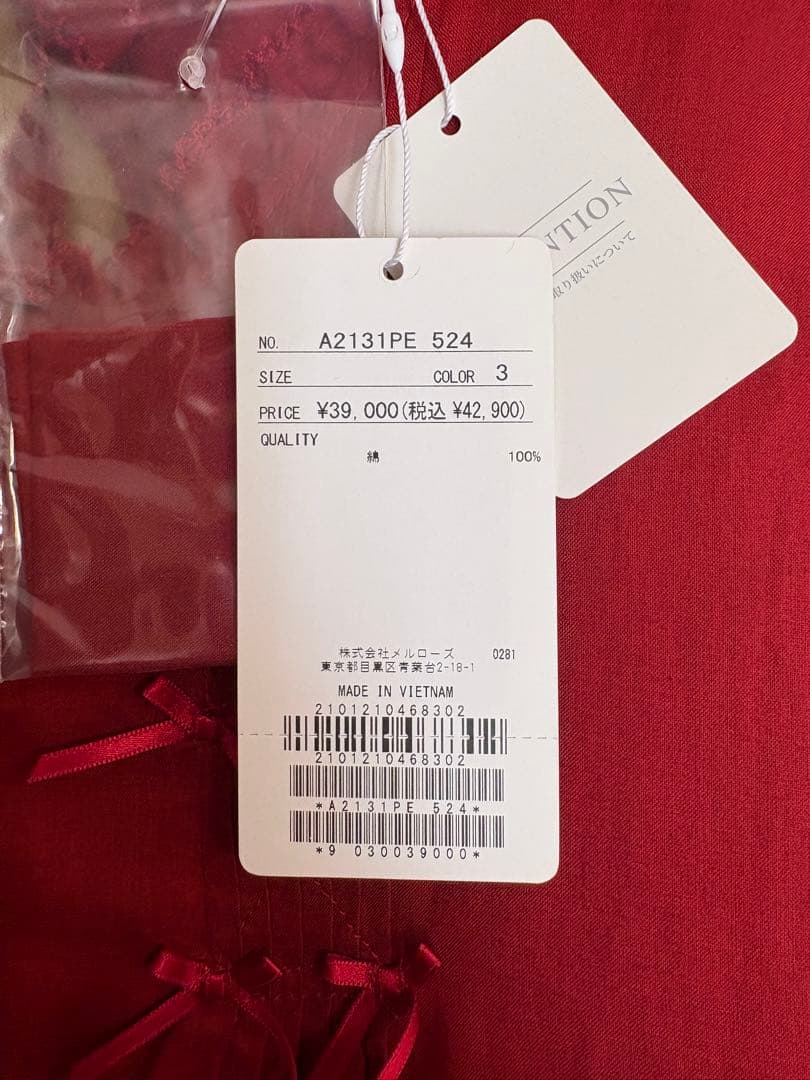 NTION
取り扱いについて
NO. A2131PE 524
SIZE COLOR 3
PRICE ¥39,000(税込 ¥42,900)
QUALITY
綿 100%
株式会社メルローズ 0281
東京都目黒区青葉台2-18-1
MADE IN VIETNAM
2101210468302
2101210468302
*A2131PE 524*
*9 030039000*